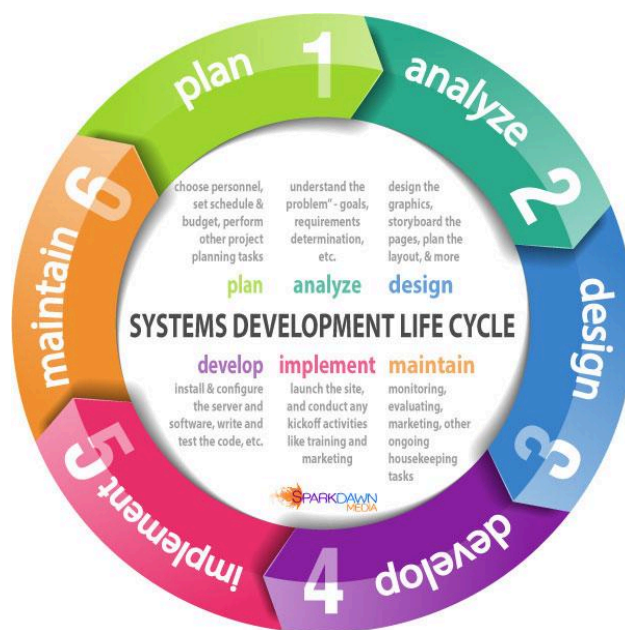 plan 1
analyze 2
design 3
develop 4
implement 5
maintain 6
choose personnel,
set schedule &
budget, perform
other project
planning tasks
plan
understand the
problem" - goals,
requirements
determination,
etc.
analyze
design the
graphics,
storyboard the
pages, plan the
layout, & more
design
SYSTEMS DEVELOPMENT LIFE CYCLE
develop
install & configure
the server and
software, write and
test the code, etc.
implement
launch the site,
and conduct any
kickoff activities
like training and
marketing
maintain
monitoring,
evaluating,
marketing, other
ongoing
housekeeping
tasks
SPARKDAWN
MEDIA